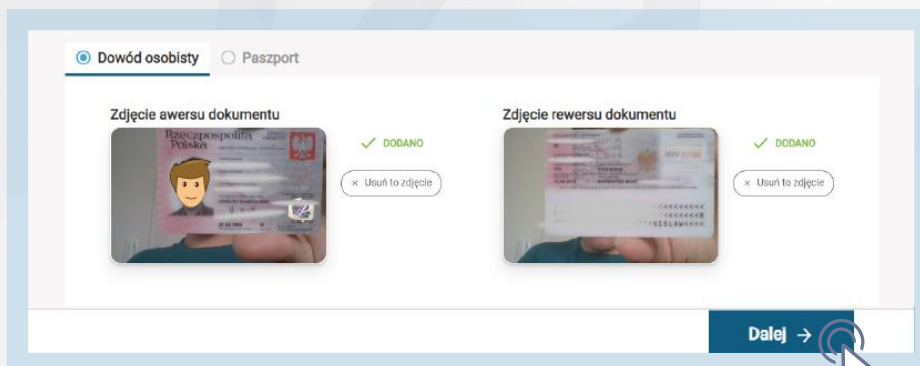 Dowód osobisty
Paszport
Zdjęcie awersu dokumentu
Rzeczpospolita
Polska
DODANO
× Usuń to zdjęcie
Zdjęcie rewersu dokumentu
DODANO
× Usuń to zdjęcie
Dalej →